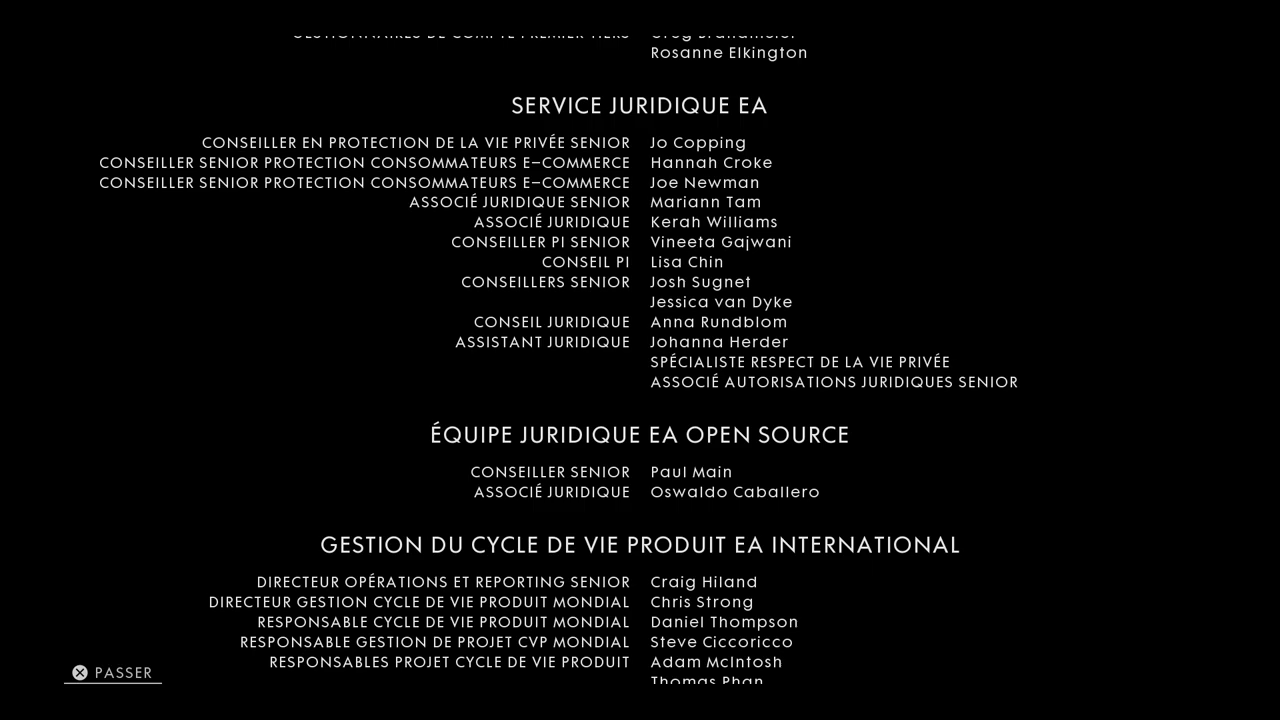 GESTIONNAIRES DE COMPTE PREMIER TIERS Greg Brandmeier
Rosanne Elkington
SERVICE JURIDIQUE EA
CONSEILLER EN PROTECTION DE LA VIE PRIVÉE SENIOR Jo Copping
CONSEILLER SENIOR PROTECTION CONSOMMATEURS E-COMMERCE Hannah Croke
CONSEILLER SENIOR PROTECTION CONSOMMATEURS E-COMMERCE Joe Newman
ASSOCIÉ JURIDIQUE SENIOR Mariann Tam
ASSOCIÉ JURIDIQUE Kerah Williams
CONSEILLER PI SENIOR Vineeta Gajwani
CONSEIL PI Lisa Chin
CONSEILLERS SENIOR Josh Sugnet
Jessica van Dyke
CONSEIL JURIDIQUE Anna Rundblom
ASSISTANT JURIDIQUE Johanna Herder
SPÉCIALISTE RESPECT DE LA VIE PRIVÉE
ASSOCIÉ AUTORISATIONS JURIDIQUES SENIOR
ÉQUIPE JURIDIQUE EA OPEN SOURCE
CONSEILLER SENIOR Paul Main
ASSOCIÉ JURIDIQUE Oswaldo Caballero
GESTION DU CYCLE DE VIE PRODUIT EA INTERNATIONAL
DIRECTEUR OPÉRATIONS ET REPORTING SENIOR Craig Hiland
DIRECTEUR GESTION CYCLE DE VIE PRODUIT MONDIAL Chris Strong
RESPONSABLE CYCLE DE VIE PRODUIT MONDIAL Daniel Thompson
RESPONSABLE GESTION DE PROJET CVP MONDIAL Steve Ciccoricco
RESPONSABLES PROJET CYCLE DE VIE PRODUIT Adam McIntosh
Thomas Phan
PASSER